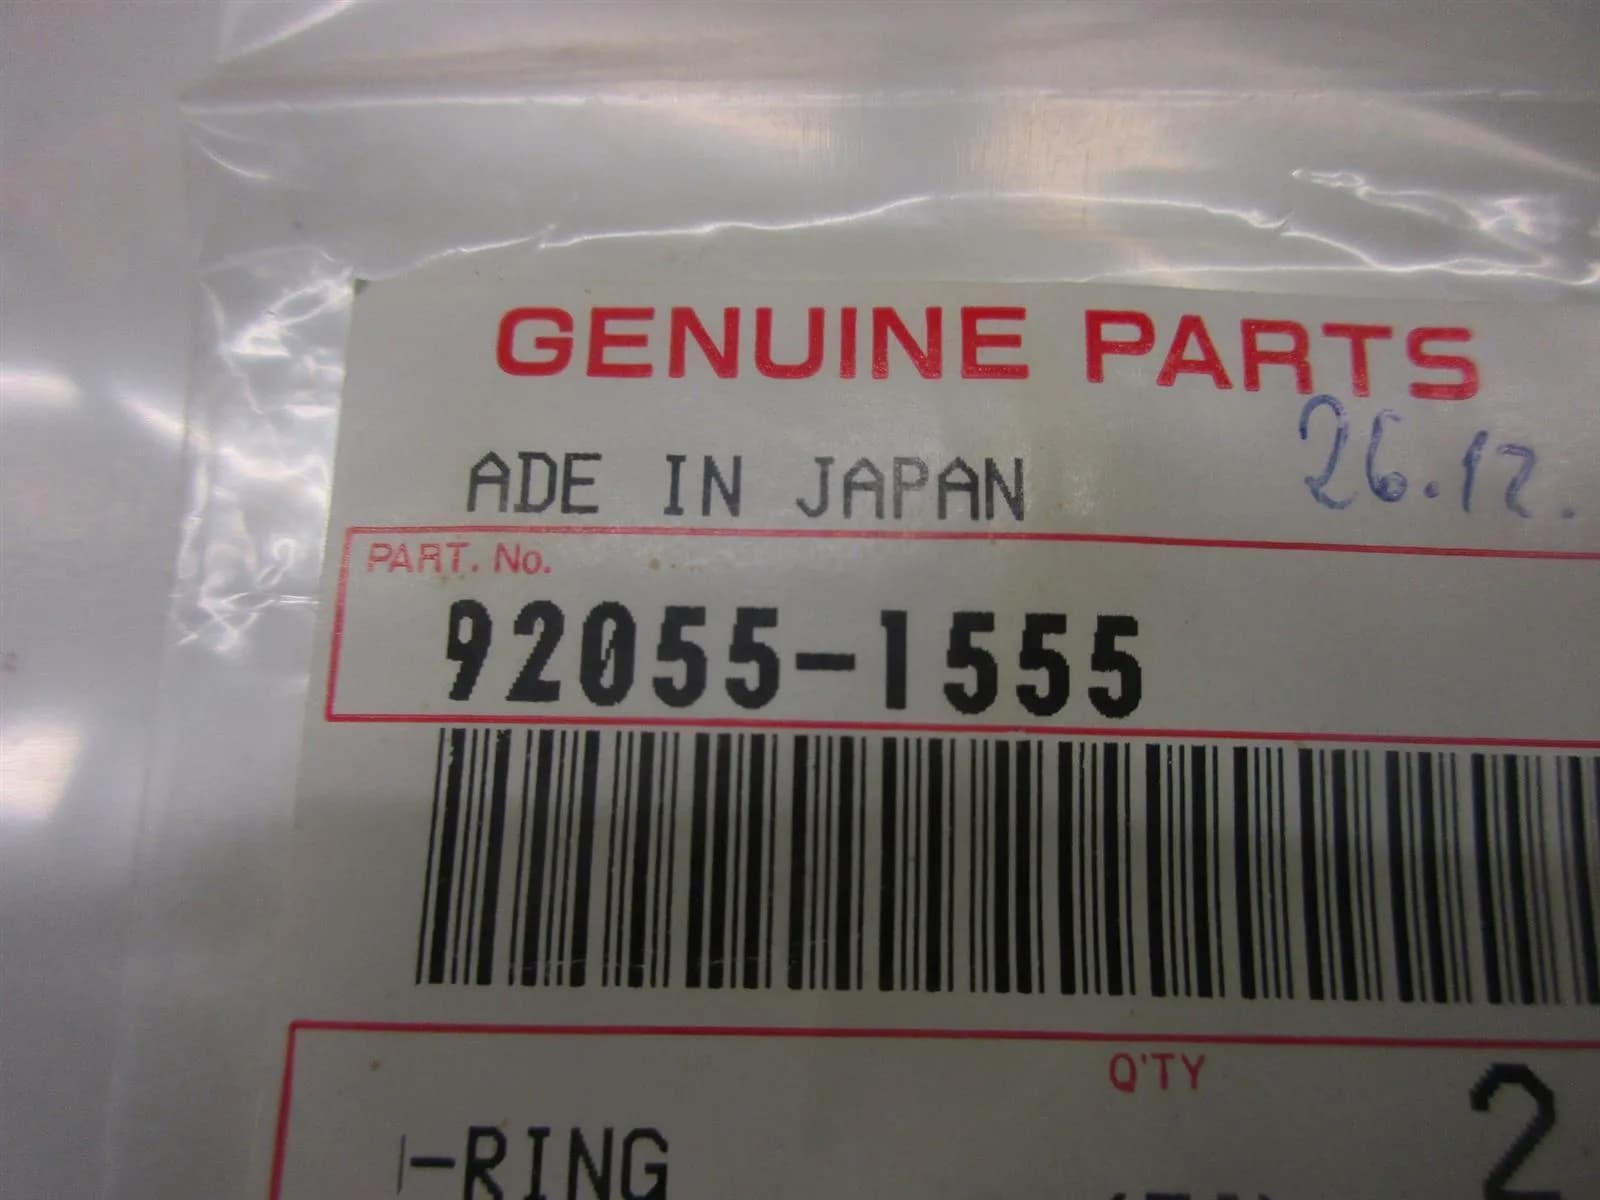 GENUINE PARTS
26.12.
ADE IN JAPAN
PART. No.
92055-1555
Q'TY
2
-RING